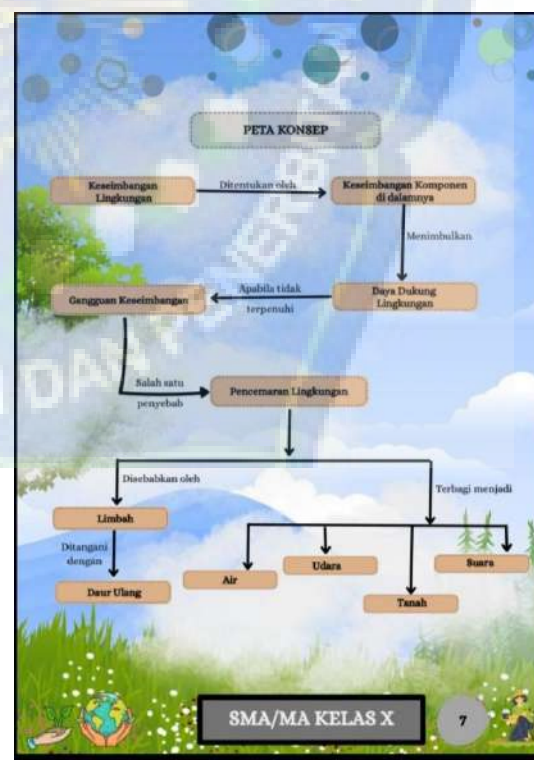 PETA KONSEP
Keseimbangan
Lingkungan
Ditentukan oleh
Keseimbangan Komponen
di dalamnya
Menimbulkan
Daya Dukung
Lingkungan
Apabila tidak
terpenuhi
Gangguan Keseimbangan
Salah satu
penyebab
Pencemaran Lingkungan
Disebabkan oleh
Terbagi menjadi
Limbah
Ditangani
dengan
Daur Ulang
Air
Udara
Tanah
Suara
SMA/MA KELAS X
7
DAN